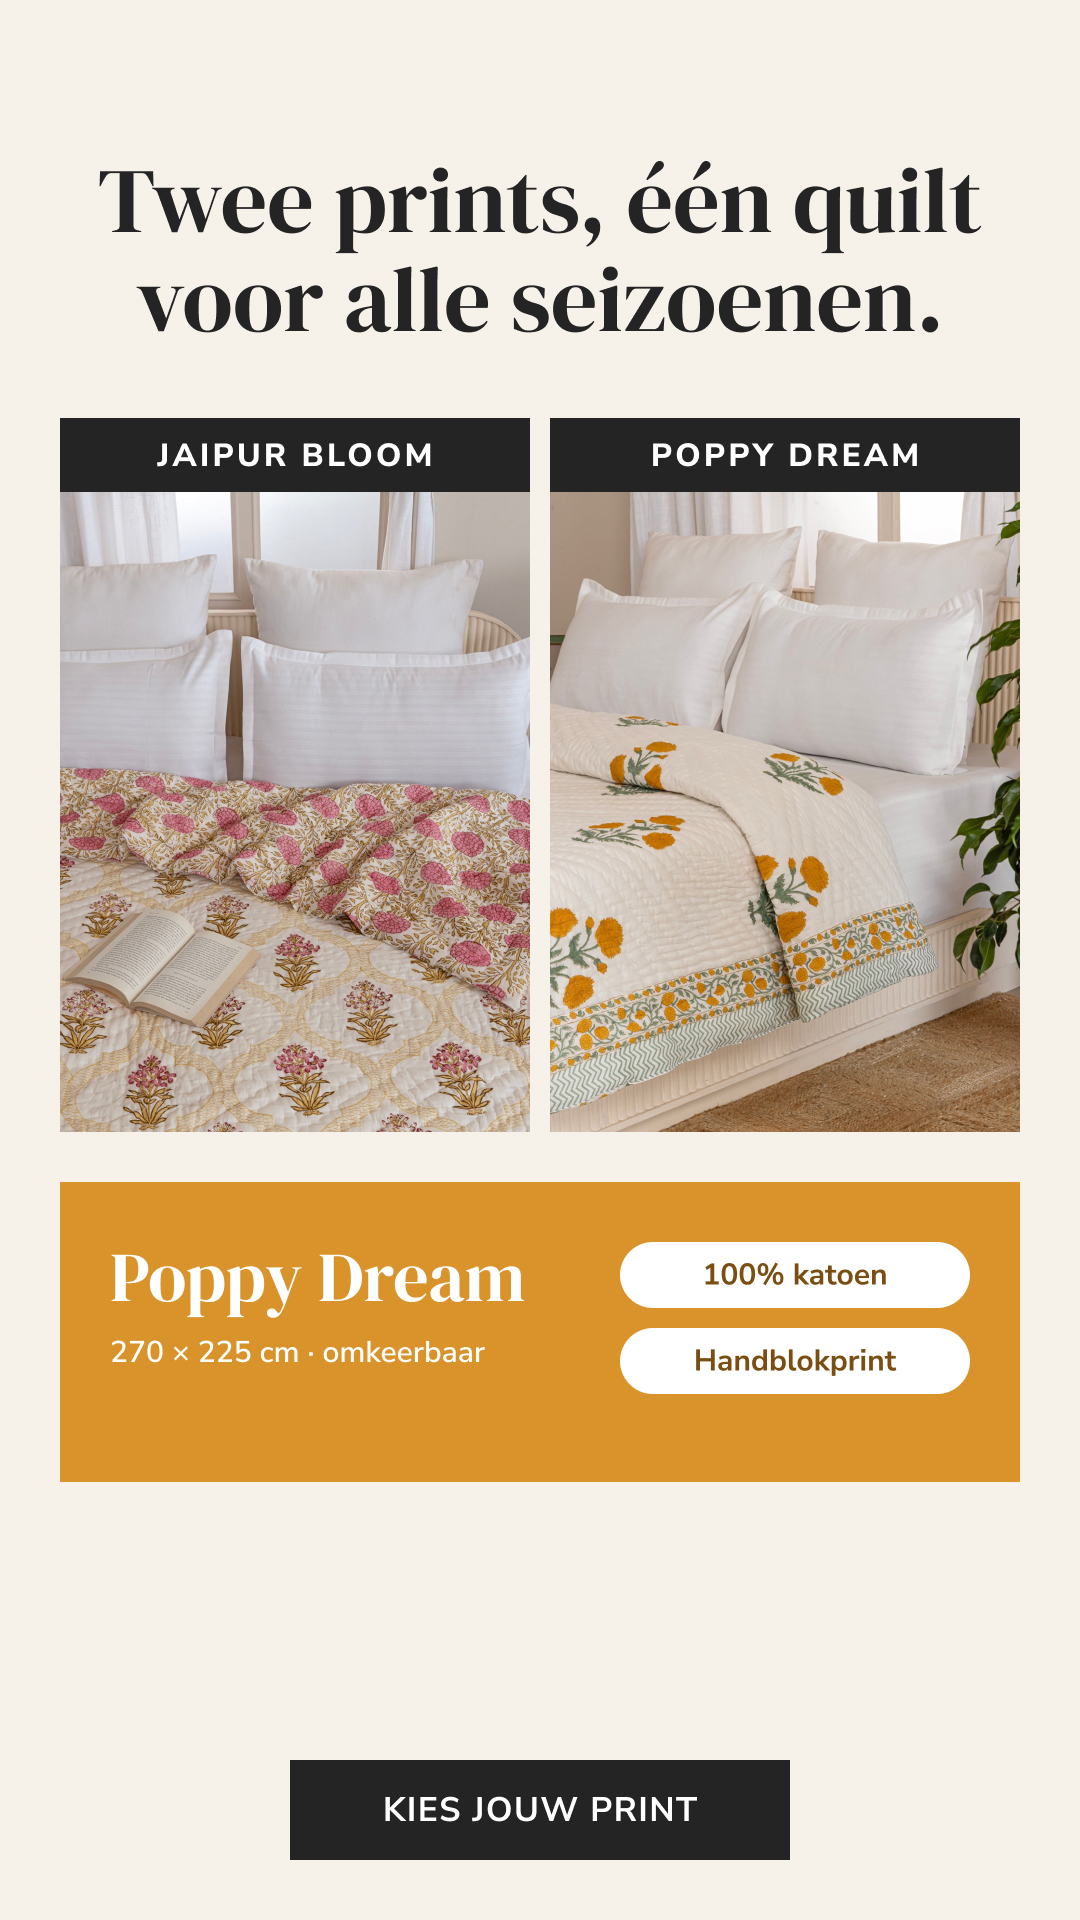 Twee prints, één quilt
voor alle seizoenen.
JAIPUR BLOOM
POPPY DREAM
Poppy Dream
270 × 225 cm · omkeerbaar
100% katoen
Handblokprint
KIES JOUW PRINT